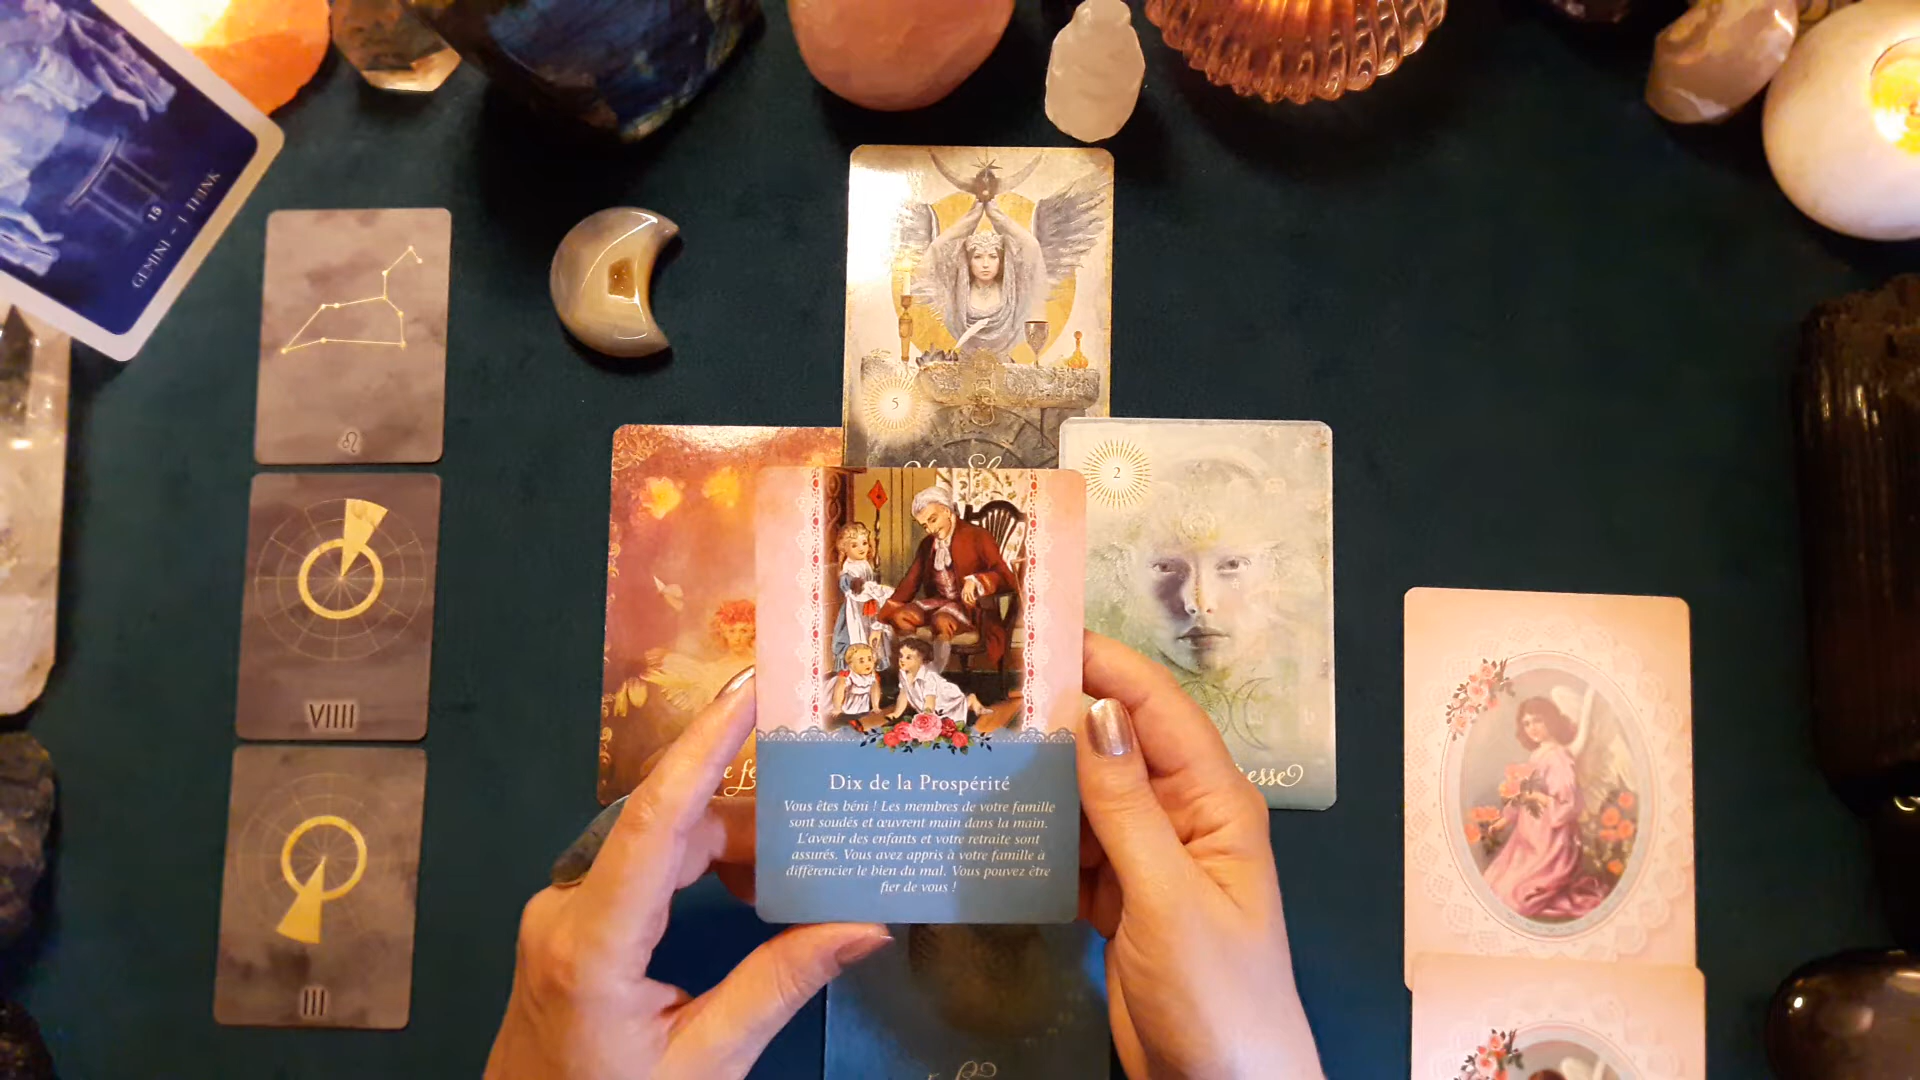 GEMINI - I THINK
15
♌
VIIII
III
5
2
esse
Dix de la Prospérité
Vous êtes béni ! Les membres de votre famille
sont soudés et œuvrent main dans la main.
L'avenir des enfants et votre retraite sont
assurés. Vous avez appris à votre famille à
différencier le bien du mal. Vous pouvez être
fier de vous !